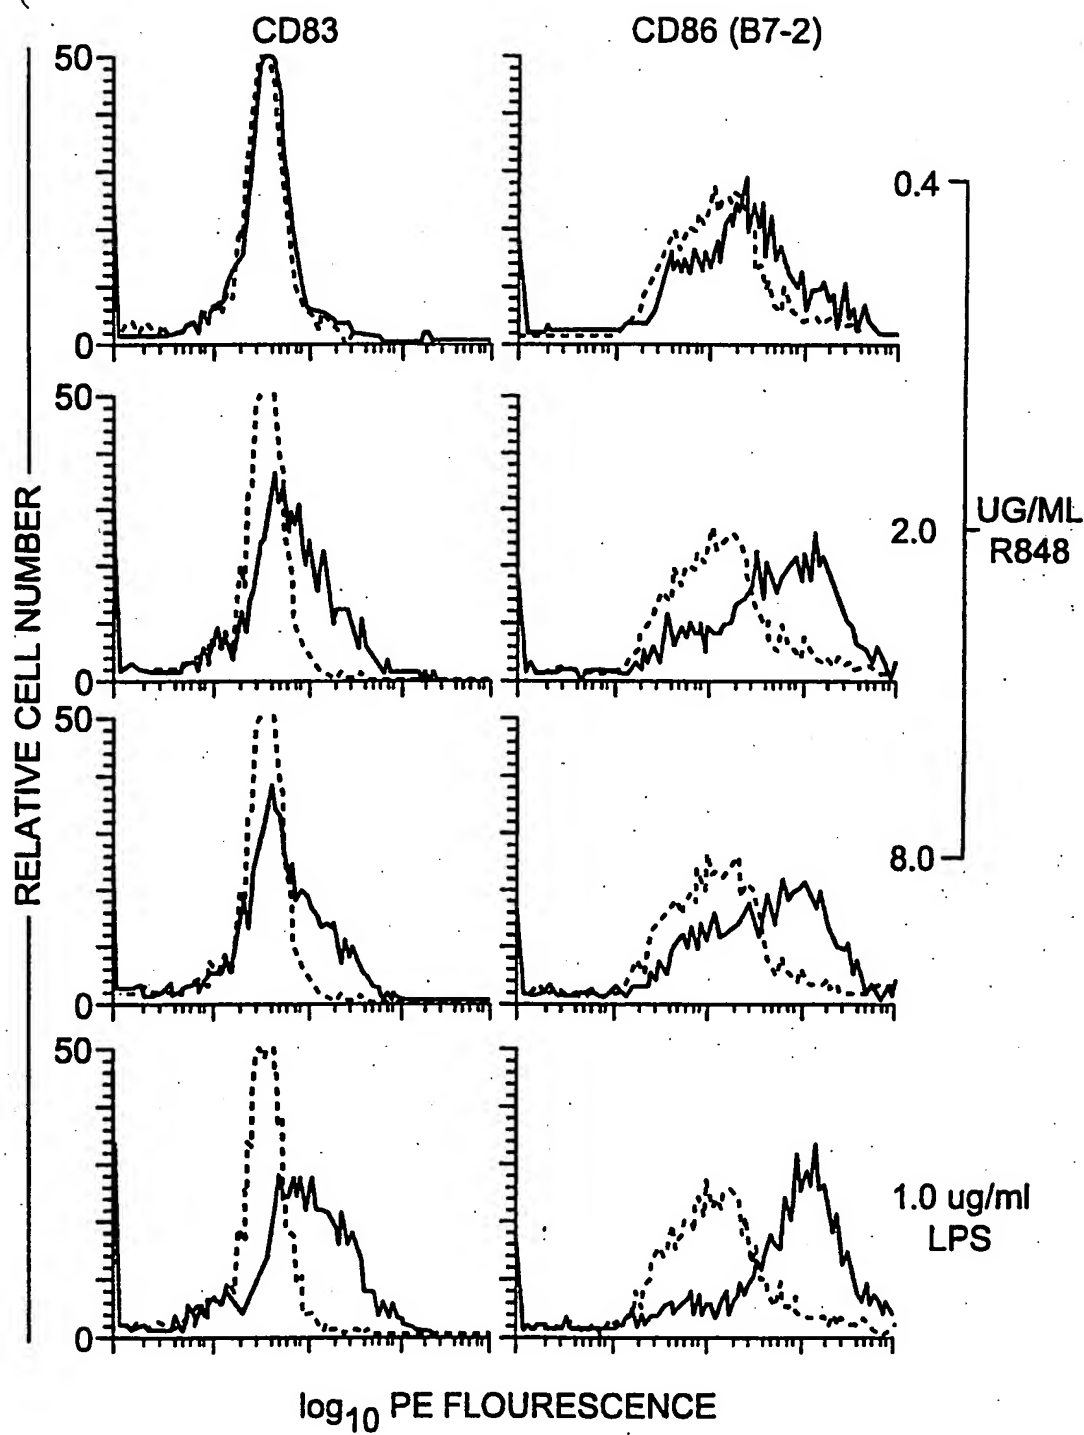 CD83
CD86 (B7-2)
50
0
0.4
50
0
2.0
UG/ML
R848
50
0
8.0
50
0
1.0 ug/ml
LPS
RELATIVE CELL NUMBER
log10 PE FLOURESCENCE